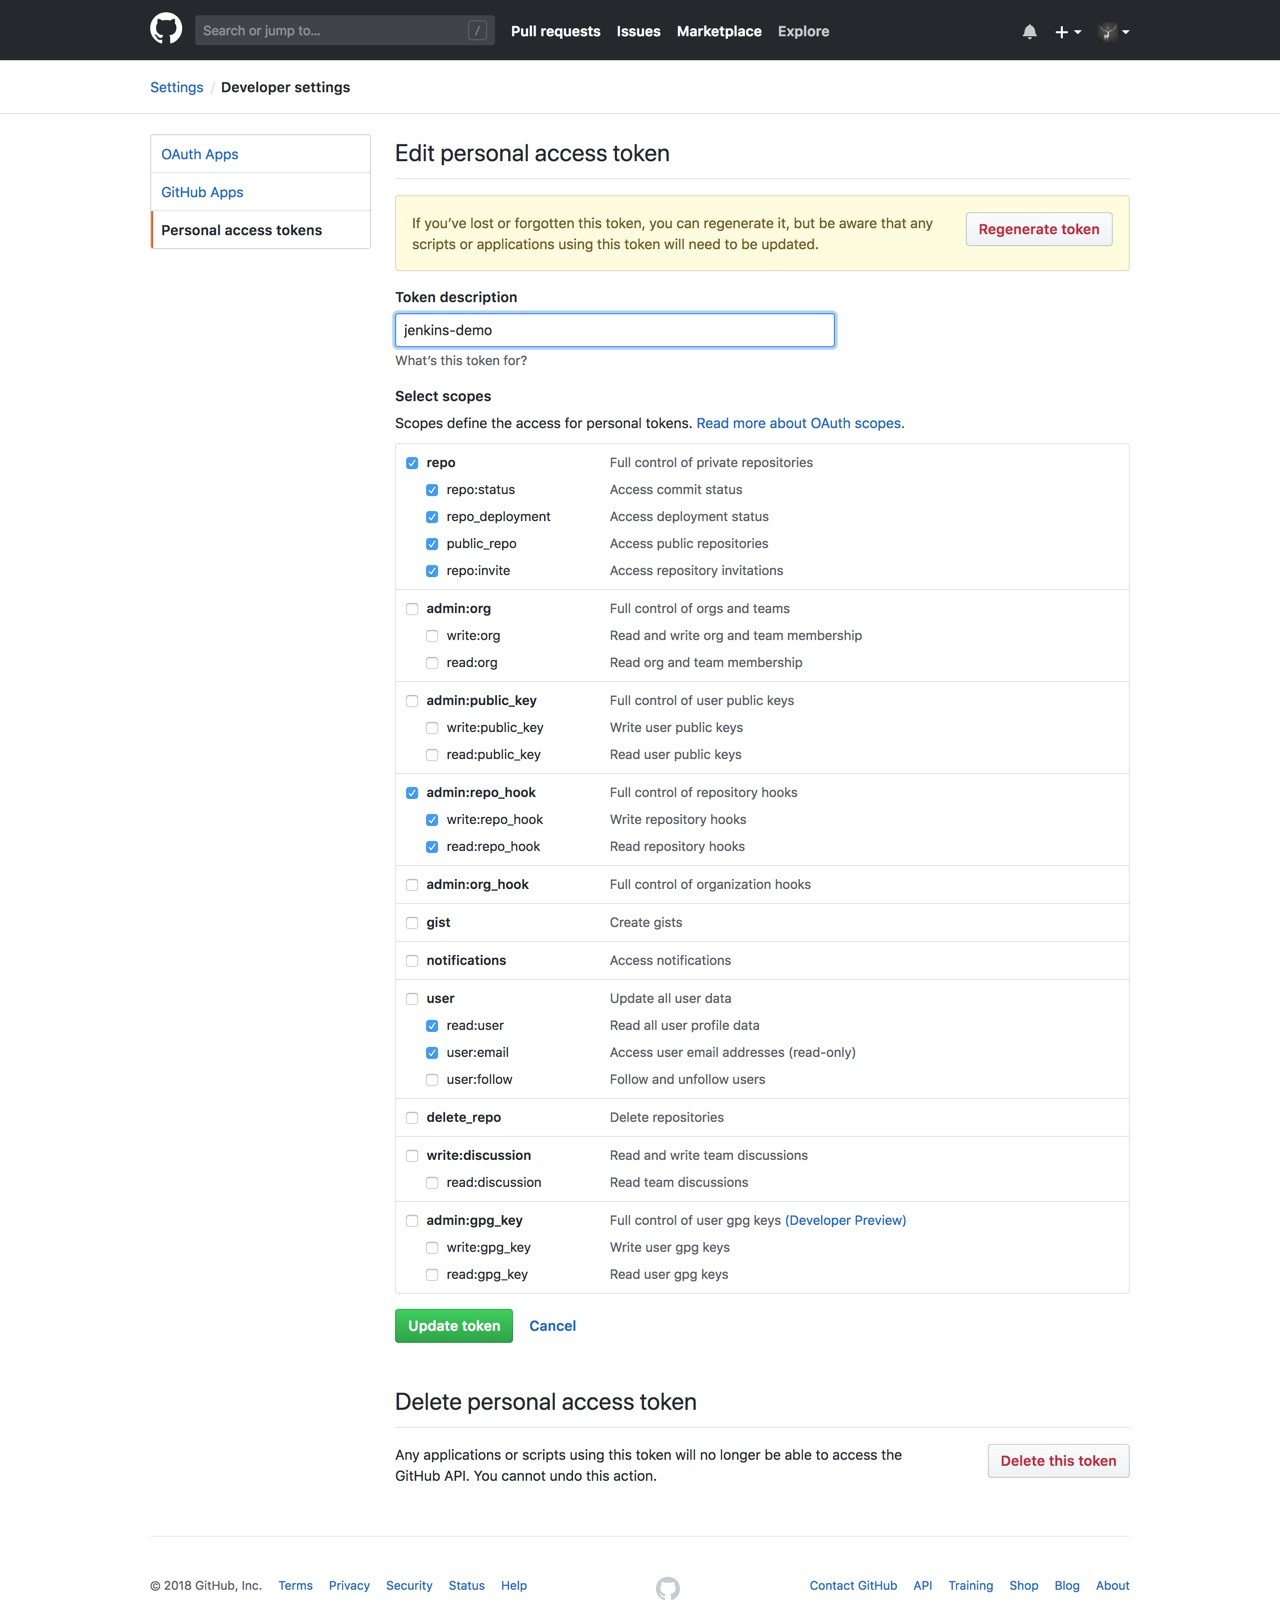 Search or jump to...
/
Pull requests
Issues
Marketplace
Explore
Settings / Developer settings
OAuth Apps
GitHub Apps
Personal access tokens
Edit personal access token
If you’ve lost or forgotten this token, you can regenerate it, but be aware that any
scripts or applications using this token will need to be updated.
Regenerate token
Token description
jenkins-demo
What’s this token for?
Select scopes
Scopes define the access for personal tokens. Read more about OAuth scopes.
repo Full control of private repositories
repo:status Access commit status
repo_deployment Access deployment status
public_repo Access public repositories
repo:invite Access repository invitations
admin:org Full control of orgs and teams
write:org Read and write org and team membership
read:org Read org and team membership
admin:public_key Full control of user public keys
write:public_key Write user public keys
read:public_key Read user public keys
admin:repo_hook Full control of repository hooks
write:repo_hook Write repository hooks
read:repo_hook Read repository hooks
admin:org_hook Full control of organization hooks
gist Create gists
notifications Access notifications
user Update all user data
read:user Read all user profile data
user:email Access user email addresses (read-only)
user:follow Follow and unfollow users
delete_repo Delete repositories
write:discussion Read and write team discussions
read:discussion Read team discussions
admin:gpg_key Full control of user gpg keys (Developer Preview)
write:gpg_key Write user gpg keys
read:gpg_key Read user gpg keys
Update token
Cancel
Delete personal access token
Any applications or scripts using this token will no longer be able to access the
GitHub API. You cannot undo this action.
Delete this token
© 2018 GitHub, Inc. Terms Privacy Security Status Help
Contact GitHub API Training Shop Blog About